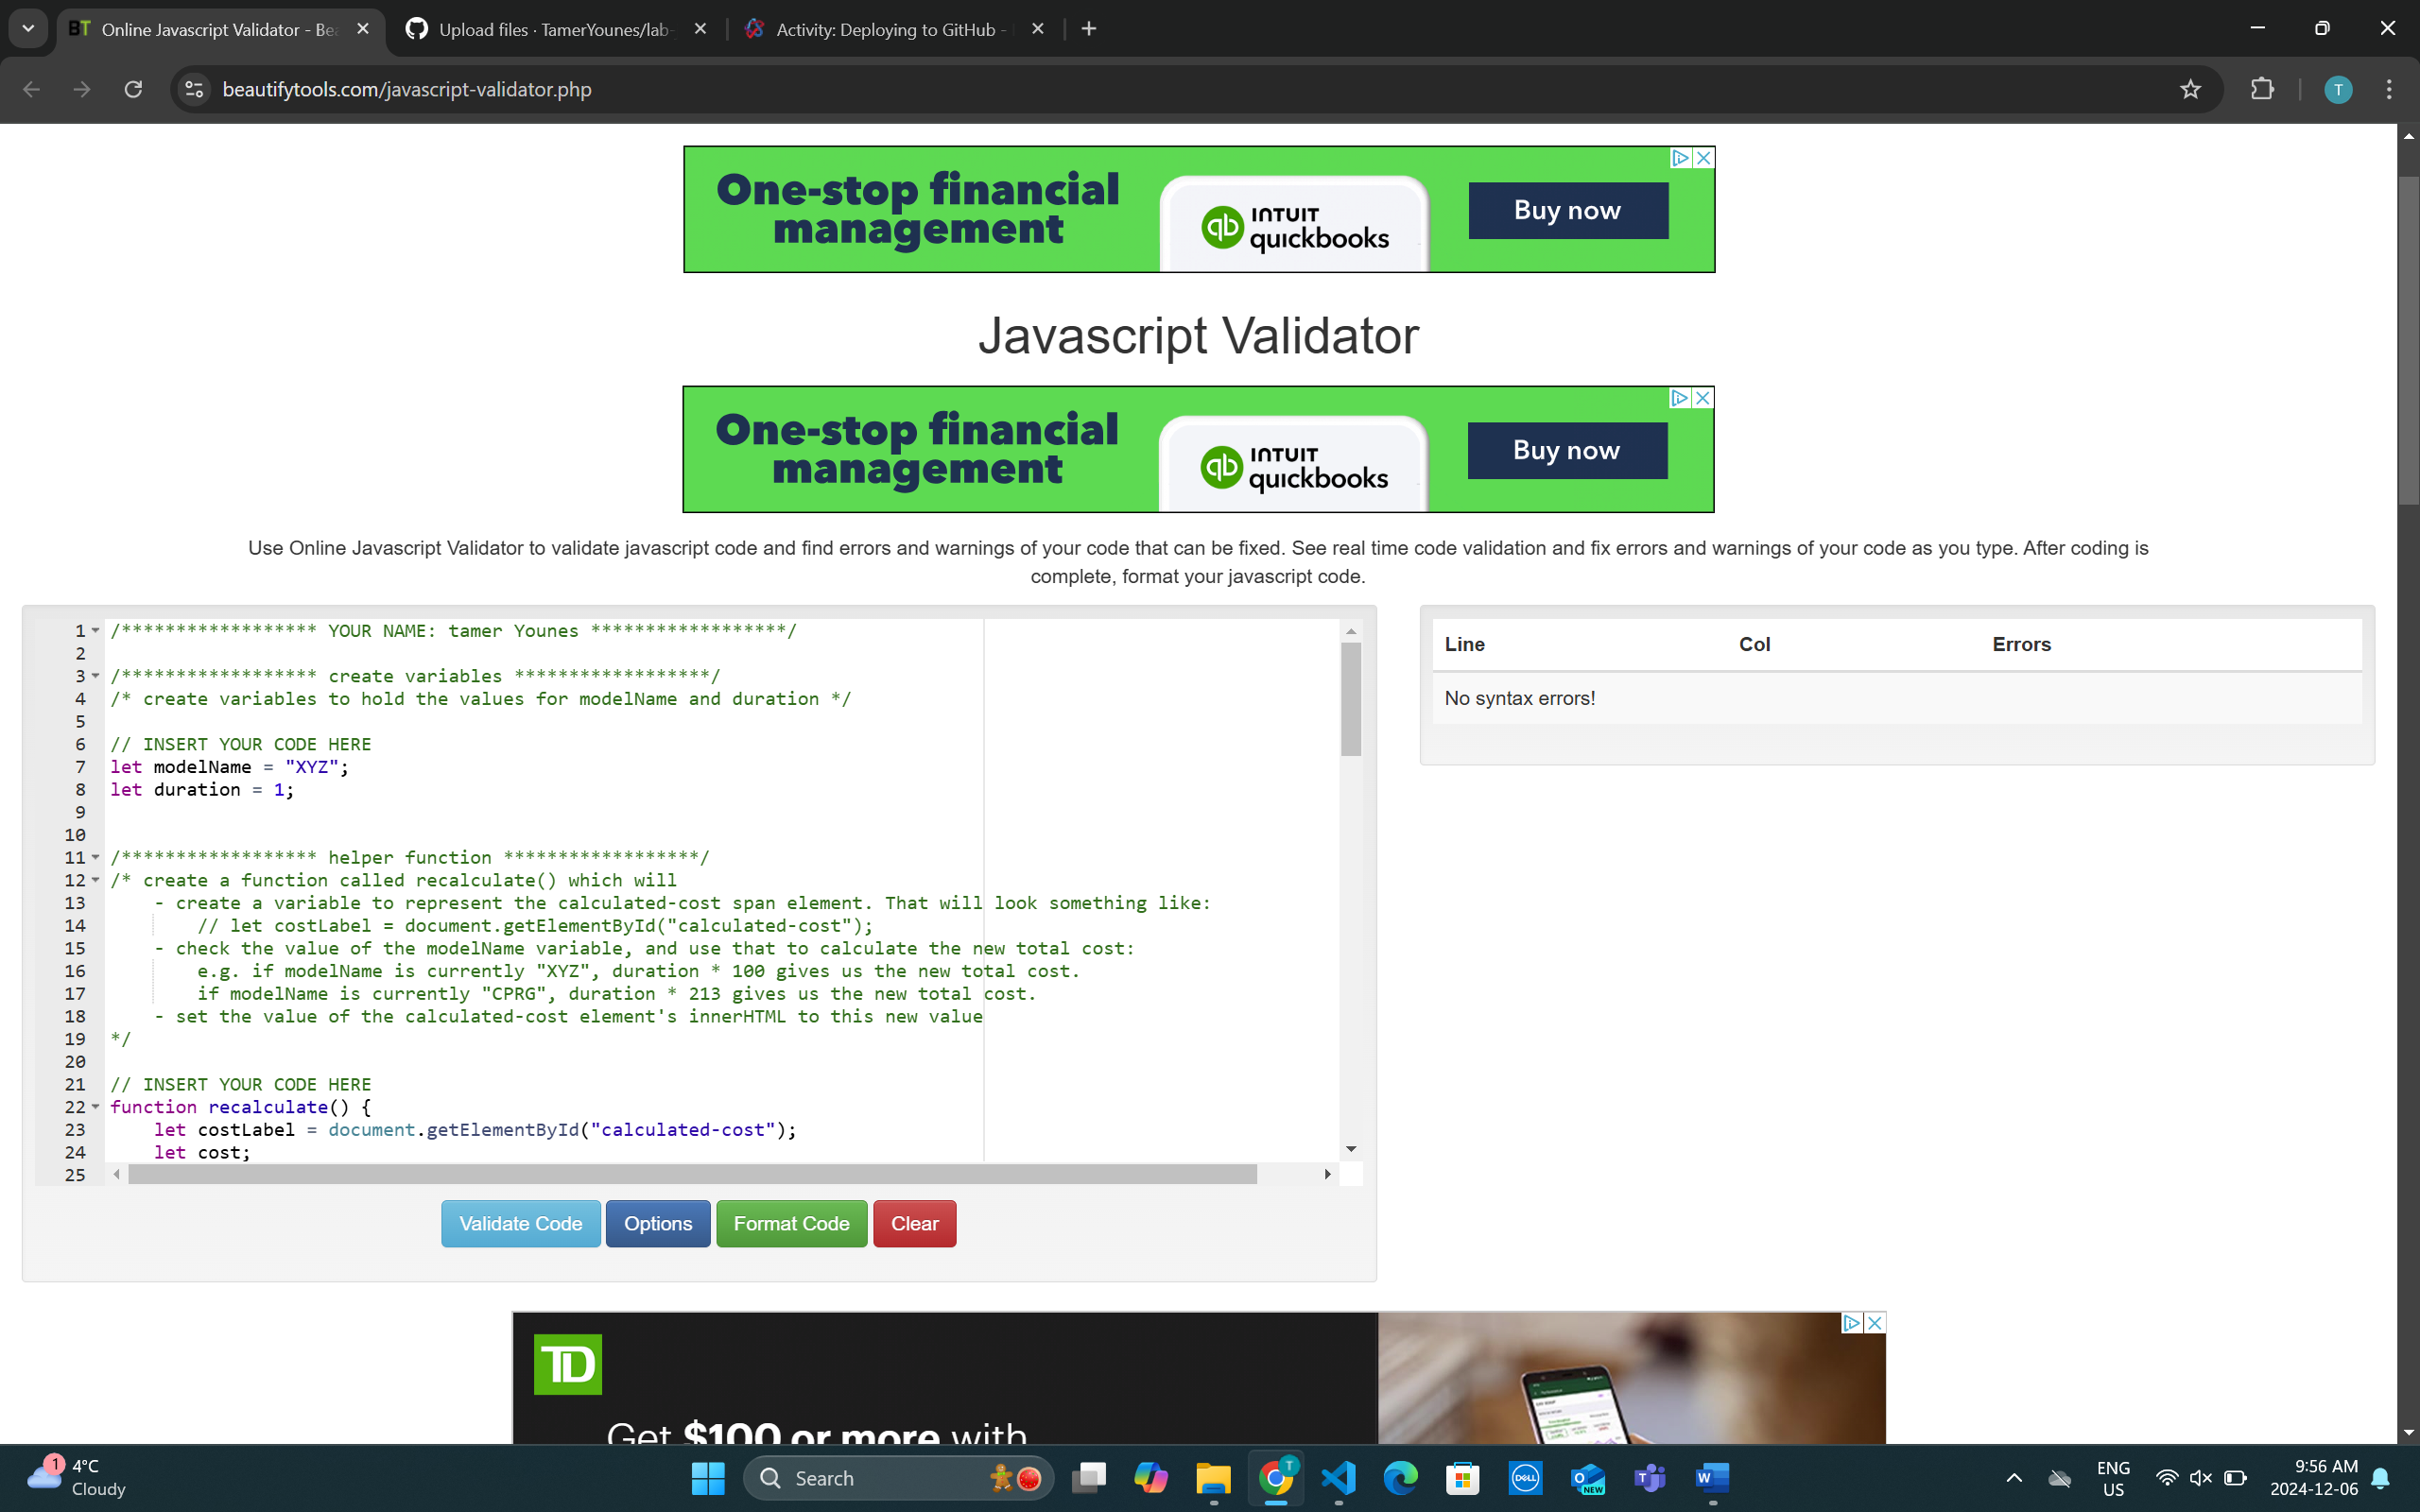 BT Online Javascript Validator - Bea
Upload files · TamerYounes/lab-
Activity: Deploying to GitHub -
beautifytools.com/javascript-validator.php
T
One-stop financial
management
qb INTUIT
quickbooks
Buy now
Javascript Validator
One-stop financial
management
qb INTUIT
quickbooks
Buy now
Use Online Javascript Validator to validate javascript code and find errors and warnings of your code that can be fixed. See real time code validation and fix errors and warnings of your code as you type. After coding is
complete, format your javascript code.
1 /****************** YOUR NAME: tamer Younes ******************/
2
3 /****************** create variables ******************/
4 /* create variables to hold the values for modelName and duration */
5
6 // INSERT YOUR CODE HERE
7 let modelName = "XYZ";
8 let duration = 1;
9
10
11 /****************** helper function ******************/
12 /* create a function called recalculate() which will
13 - create a variable to represent the calculated-cost span element. That will look something like:
14 // let costLabel = document.getElementById("calculated-cost");
15 - check the value of the modelName variable, and use that to calculate the new total cost:
16 e.g. if modelName is currently "XYZ", duration * 100 gives us the new total cost.
17 if modelName is currently "CPRG", duration * 213 gives us the new total cost.
18 - set the value of the calculated-cost element's innerHTML to this new value
19 */
20
21 // INSERT YOUR CODE HERE
22 function recalculate() {
23 let costLabel = document.getElementById("calculated-cost");
24 let cost;
25
Line Col Errors
No syntax errors!
Validate Code Options Format Code Clear
TD
Get $100 or more with
1
4°C
Cloudy
Search
T
DELL
O NEW
T
W
ENG
US
9:56 AM
2024-12-06